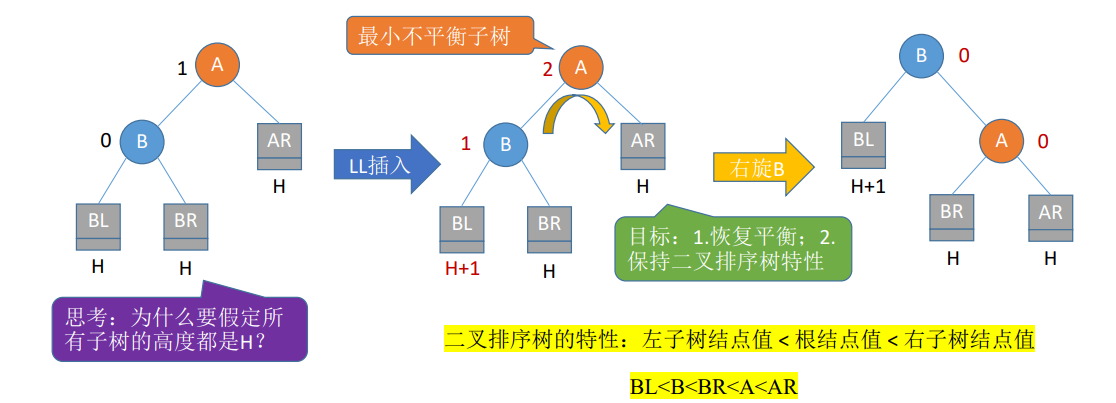 最小不平衡子树
1
A
0
B
AR
H
BL
BR
H
H
思考：为什么要假定所
有子树的高度都是H？
LL插入
2
A
1
B
AR
H
BL
BR
H+1
H
目标：1.恢复平衡；2.
保持二叉排序树特性
右旋B
B
0
BL
H+1
A
0
BR
AR
H
H
二叉排序树的特性：左子树结点值 < 根结点值 < 右子树结点值
BL<B<BR<A<AR